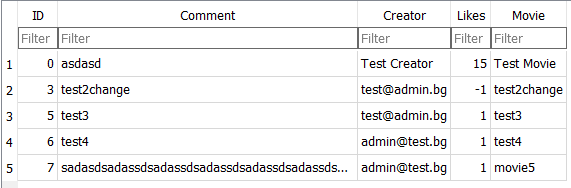 ID Comment Creator Likes Movie
Filter Filter Filter Filter Filter
1 0 asdasd Test Creator 15 Test Movie
2 3 test2change test@admin.bg -1 test2change
3 5 test3 test@admin.bg 1 test3
4 6 test4 admin@test.bg 1 test4
5 7 sadasdsadassdsadassdsadassdsadassdsadassds... admin@test.bg 1 movie5